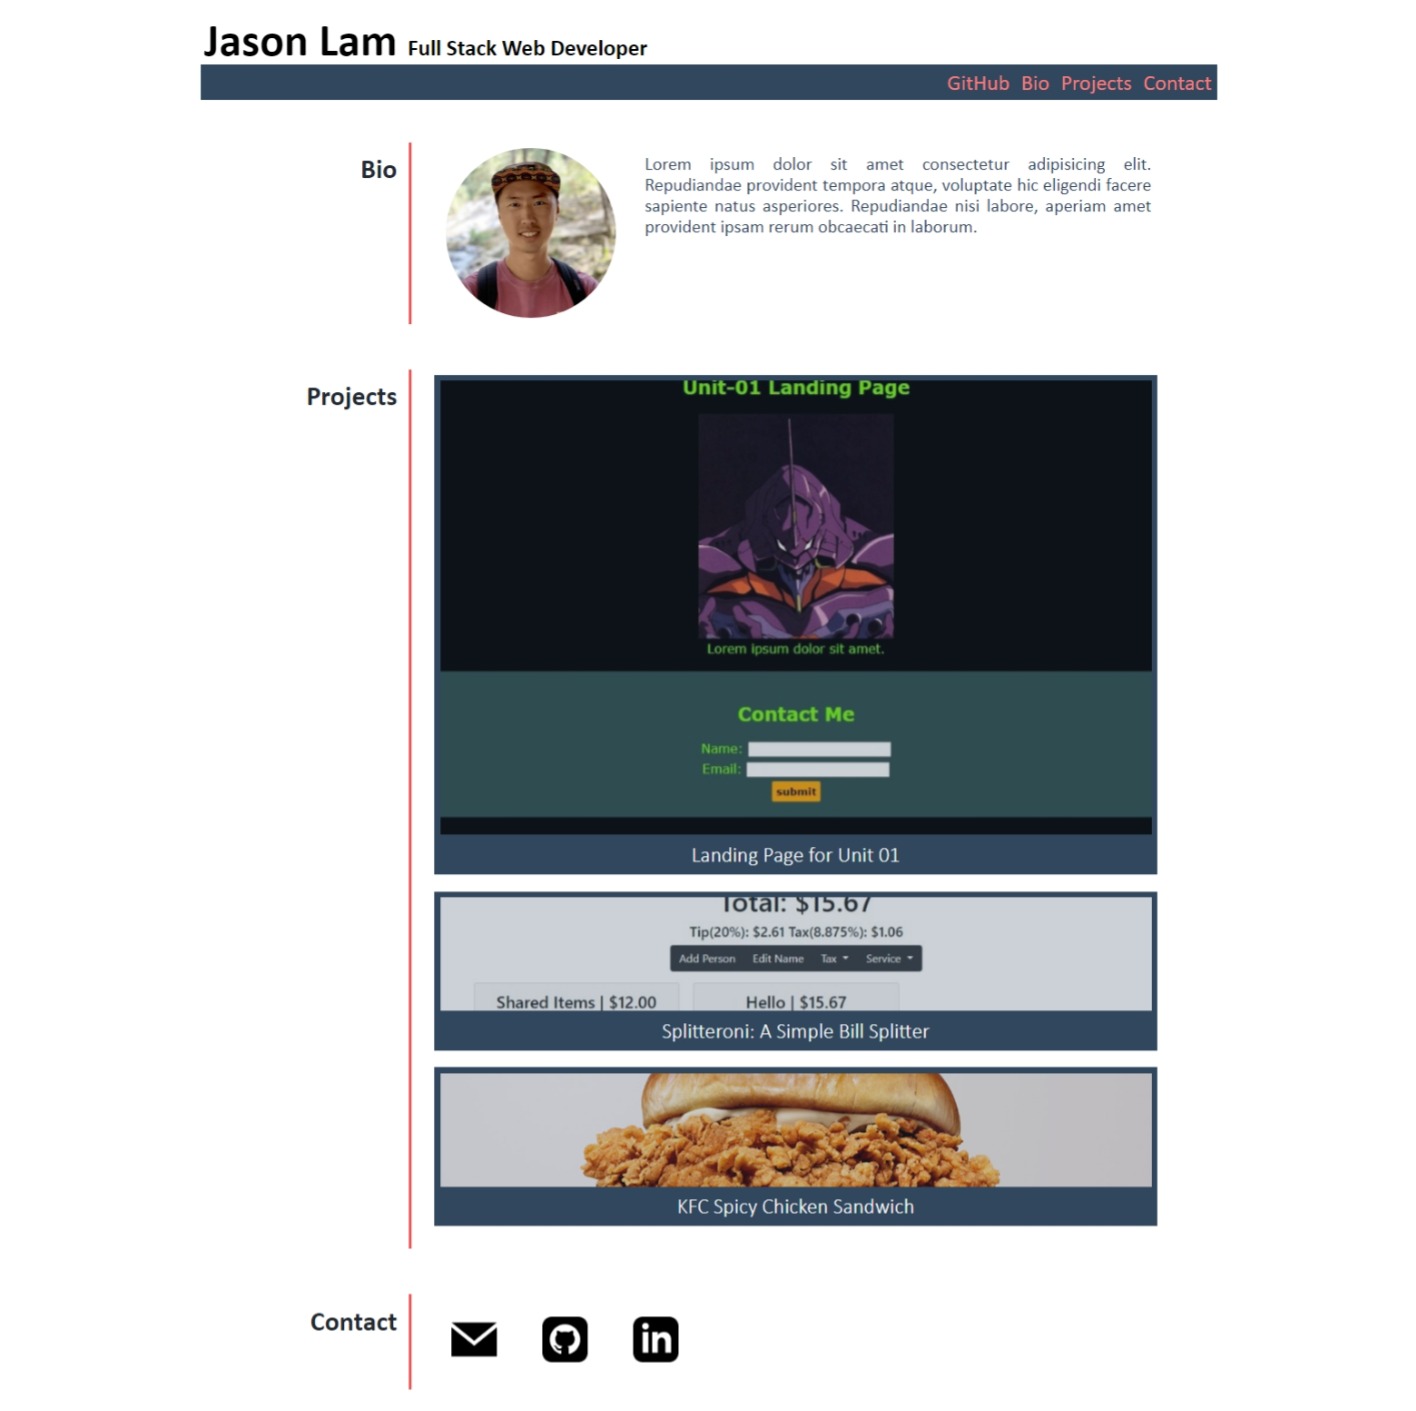 Jason Lam Full Stack Web Developer
GitHub Bio Projects Contact
Bio
Lorem ipsum dolor sit amet consectetur adipisicing elit.
Repudiandae provident tempora atque, voluptate hic eligendi facere
sapiente natus asperiores. Repudiandae nisi labore, aperiam amet
provident ipsam rerum obcaecati in laborum.
Projects
Unit-01 Landing Page
Lorem ipsum dolor sit amet.
Contact Me
Name:
Email:
submit
Landing Page for Unit 01
Total: $15.67
Tip(20%): $2.61 Tax(8.875%): $1.06
Add Person Edit Name Tax Service
Shared Items | $12.00 Hello | $15.67
Splitteroni: A Simple Bill Splitter
KFC Spicy Chicken Sandwich
Contact
in